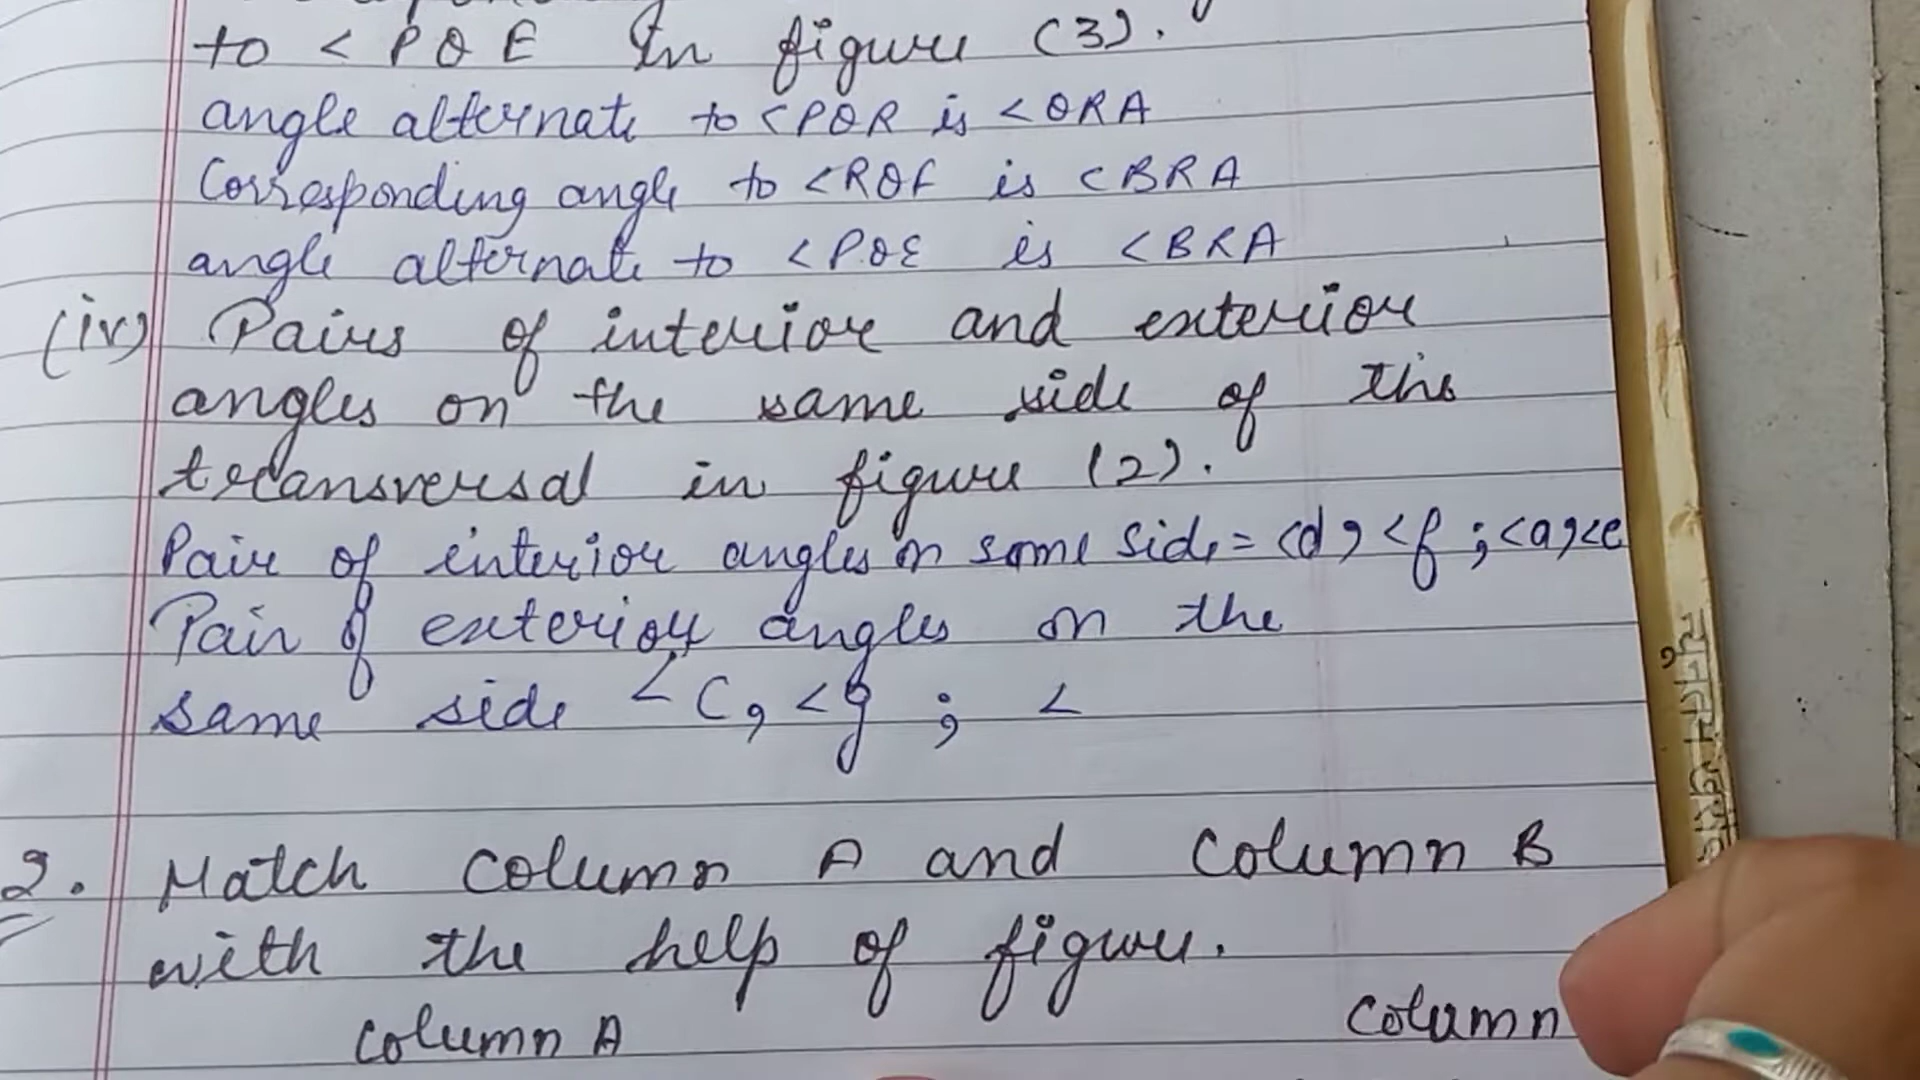 to < P O E In figure (3).
angle alternate to <PQR is <QRA
Corresponding angle to <ROF is <BRA
angle alternate to <POE is <BRA
(iv) Pairs of interior and exterior
angles on the same side of the
transversal in figure (2).
Pair of interior angles on same side = <d, <f ; <a, <e
Pair of exterior angles on the
same side <c, <g ; <
2. Match column A and column B
with the help of figure.
column A column